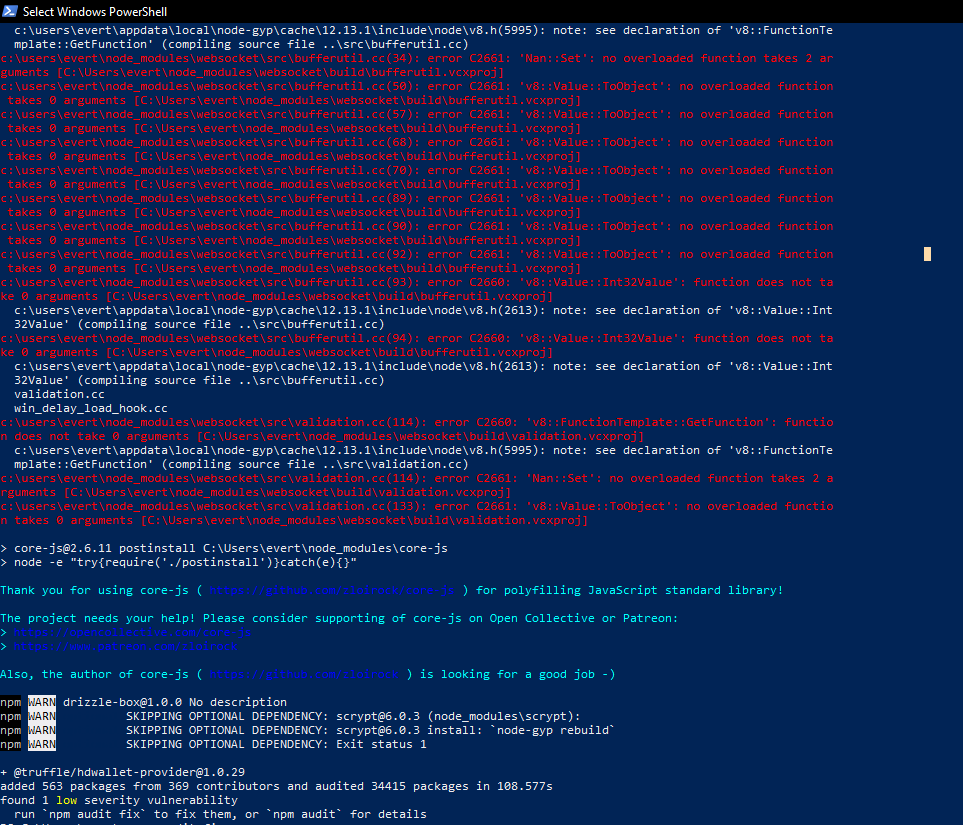 Select Windows PowerShell
c:\users\evert\appdata\local\node-gyp\cache\12.13.1\include\node\v8.h(5995): note: see declaration of 'v8::FunctionTe
mplate::GetFunction' (compiling source file ..\src\bufferutil.cc)
c:\users\evert\node_modules\websocket\src\bufferutil.cc(34): error C2661: 'Nan::Set': no overloaded function takes 2 ar
guments [C:\Users\evert\node_modules\websocket\build\bufferutil.vcxproj]
c:\users\evert\node_modules\websocket\src\bufferutil.cc(50): error C2661: 'v8::Value::ToObject': no overloaded function
takes 0 arguments [C:\Users\evert\node_modules\websocket\build\bufferutil.vcxproj]
c:\users\evert\node_modules\websocket\src\bufferutil.cc(57): error C2661: 'v8::Value::ToObject': no overloaded function
takes 0 arguments [C:\Users\evert\node_modules\websocket\build\bufferutil.vcxproj]
c:\users\evert\node_modules\websocket\src\bufferutil.cc(68): error C2661: 'v8::Value::ToObject': no overloaded function
takes 0 arguments [C:\Users\evert\node_modules\websocket\build\bufferutil.vcxproj]
c:\users\evert\node_modules\websocket\src\bufferutil.cc(70): error C2661: 'v8::Value::ToObject': no overloaded function
takes 0 arguments [C:\Users\evert\node_modules\websocket\build\bufferutil.vcxproj]
c:\users\evert\node_modules\websocket\src\bufferutil.cc(89): error C2661: 'v8::Value::ToObject': no overloaded function
takes 0 arguments [C:\Users\evert\node_modules\websocket\build\bufferutil.vcxproj]
c:\users\evert\node_modules\websocket\src\bufferutil.cc(90): error C2661: 'v8::Value::ToObject': no overloaded function
takes 0 arguments [C:\Users\evert\node_modules\websocket\build\bufferutil.vcxproj]
c:\users\evert\node_modules\websocket\src\bufferutil.cc(92): error C2661: 'v8::Value::ToObject': no overloaded function
takes 0 arguments [C:\Users\evert\node_modules\websocket\build\bufferutil.vcxproj]
c:\users\evert\node_modules\websocket\src\bufferutil.cc(93): error C2660: 'v8::Value::Int32Value': function does not ta
ke 0 arguments [C:\Users\evert\node_modules\websocket\build\bufferutil.vcxproj]
c:\users\evert\appdata\local\node-gyp\cache\12.13.1\include\node\v8.h(2613): note: see declaration of 'v8::Value::Int
32Value' (compiling source file ..\src\bufferutil.cc)
c:\users\evert\node_modules\websocket\src\bufferutil.cc(94): error C2660: 'v8::Value::Int32Value': function does not ta
ke 0 arguments [C:\Users\evert\node_modules\websocket\build\bufferutil.vcxproj]
c:\users\evert\appdata\local\node-gyp\cache\12.13.1\include\node\v8.h(2613): note: see declaration of 'v8::Value::Int
32Value' (compiling source file ..\src\bufferutil.cc)
validation.cc
win_delay_load_hook.cc
c:\users\evert\node_modules\websocket\src\validation.cc(114): error C2660: 'v8::FunctionTemplate::GetFunction': functio
n does not take 0 arguments [C:\Users\evert\node_modules\websocket\build\validation.vcxproj]
c:\users\evert\appdata\local\node-gyp\cache\12.13.1\include\node\v8.h(5995): note: see declaration of 'v8::FunctionTe
mplate::GetFunction' (compiling source file ..\src\validation.cc)
c:\users\evert\node_modules\websocket\src\validation.cc(114): error C2661: 'Nan::Set': no overloaded function takes 2 a
rguments [C:\Users\evert\node_modules\websocket\build\validation.vcxproj]
c:\users\evert\node_modules\websocket\src\validation.cc(133): error C2661: 'v8::Value::ToObject': no overloaded functio
n takes 0 arguments [C:\Users\evert\node_modules\websocket\build\validation.vcxproj]
> core-js@2.6.11 postinstall C:\Users\evert\node_modules\core-js
> node -e "try{require('./postinstall')}catch(e){}"
Thank you for using core-js ( https://github.com/zloirock/core-js ) for polyfilling JavaScript standard library!
The project needs your help! Please consider supporting of core-js on Open Collective or Patreon:
> https://opencollective.com/core-js
> https://www.patreon.com/zloirock
Also, the author of core-js ( https://github.com/zloirock ) is looking for a good job -)
npm WARN drizzle-box@1.0.0 No description
npm WARN SKIPPING OPTIONAL DEPENDENCY: scrypt@6.0.3 (node_modules\scrypt):
npm WARN SKIPPING OPTIONAL DEPENDENCY: scrypt@6.0.3 install: `node-gyp rebuild`
npm WARN SKIPPING OPTIONAL DEPENDENCY: Exit status 1
+ @truffle/hdwallet-provider@1.0.29
added 563 packages from 369 contributors and audited 34415 packages in 108.577s
found 1 low severity vulnerability
run `npm audit fix` to fix them, or `npm audit` for details